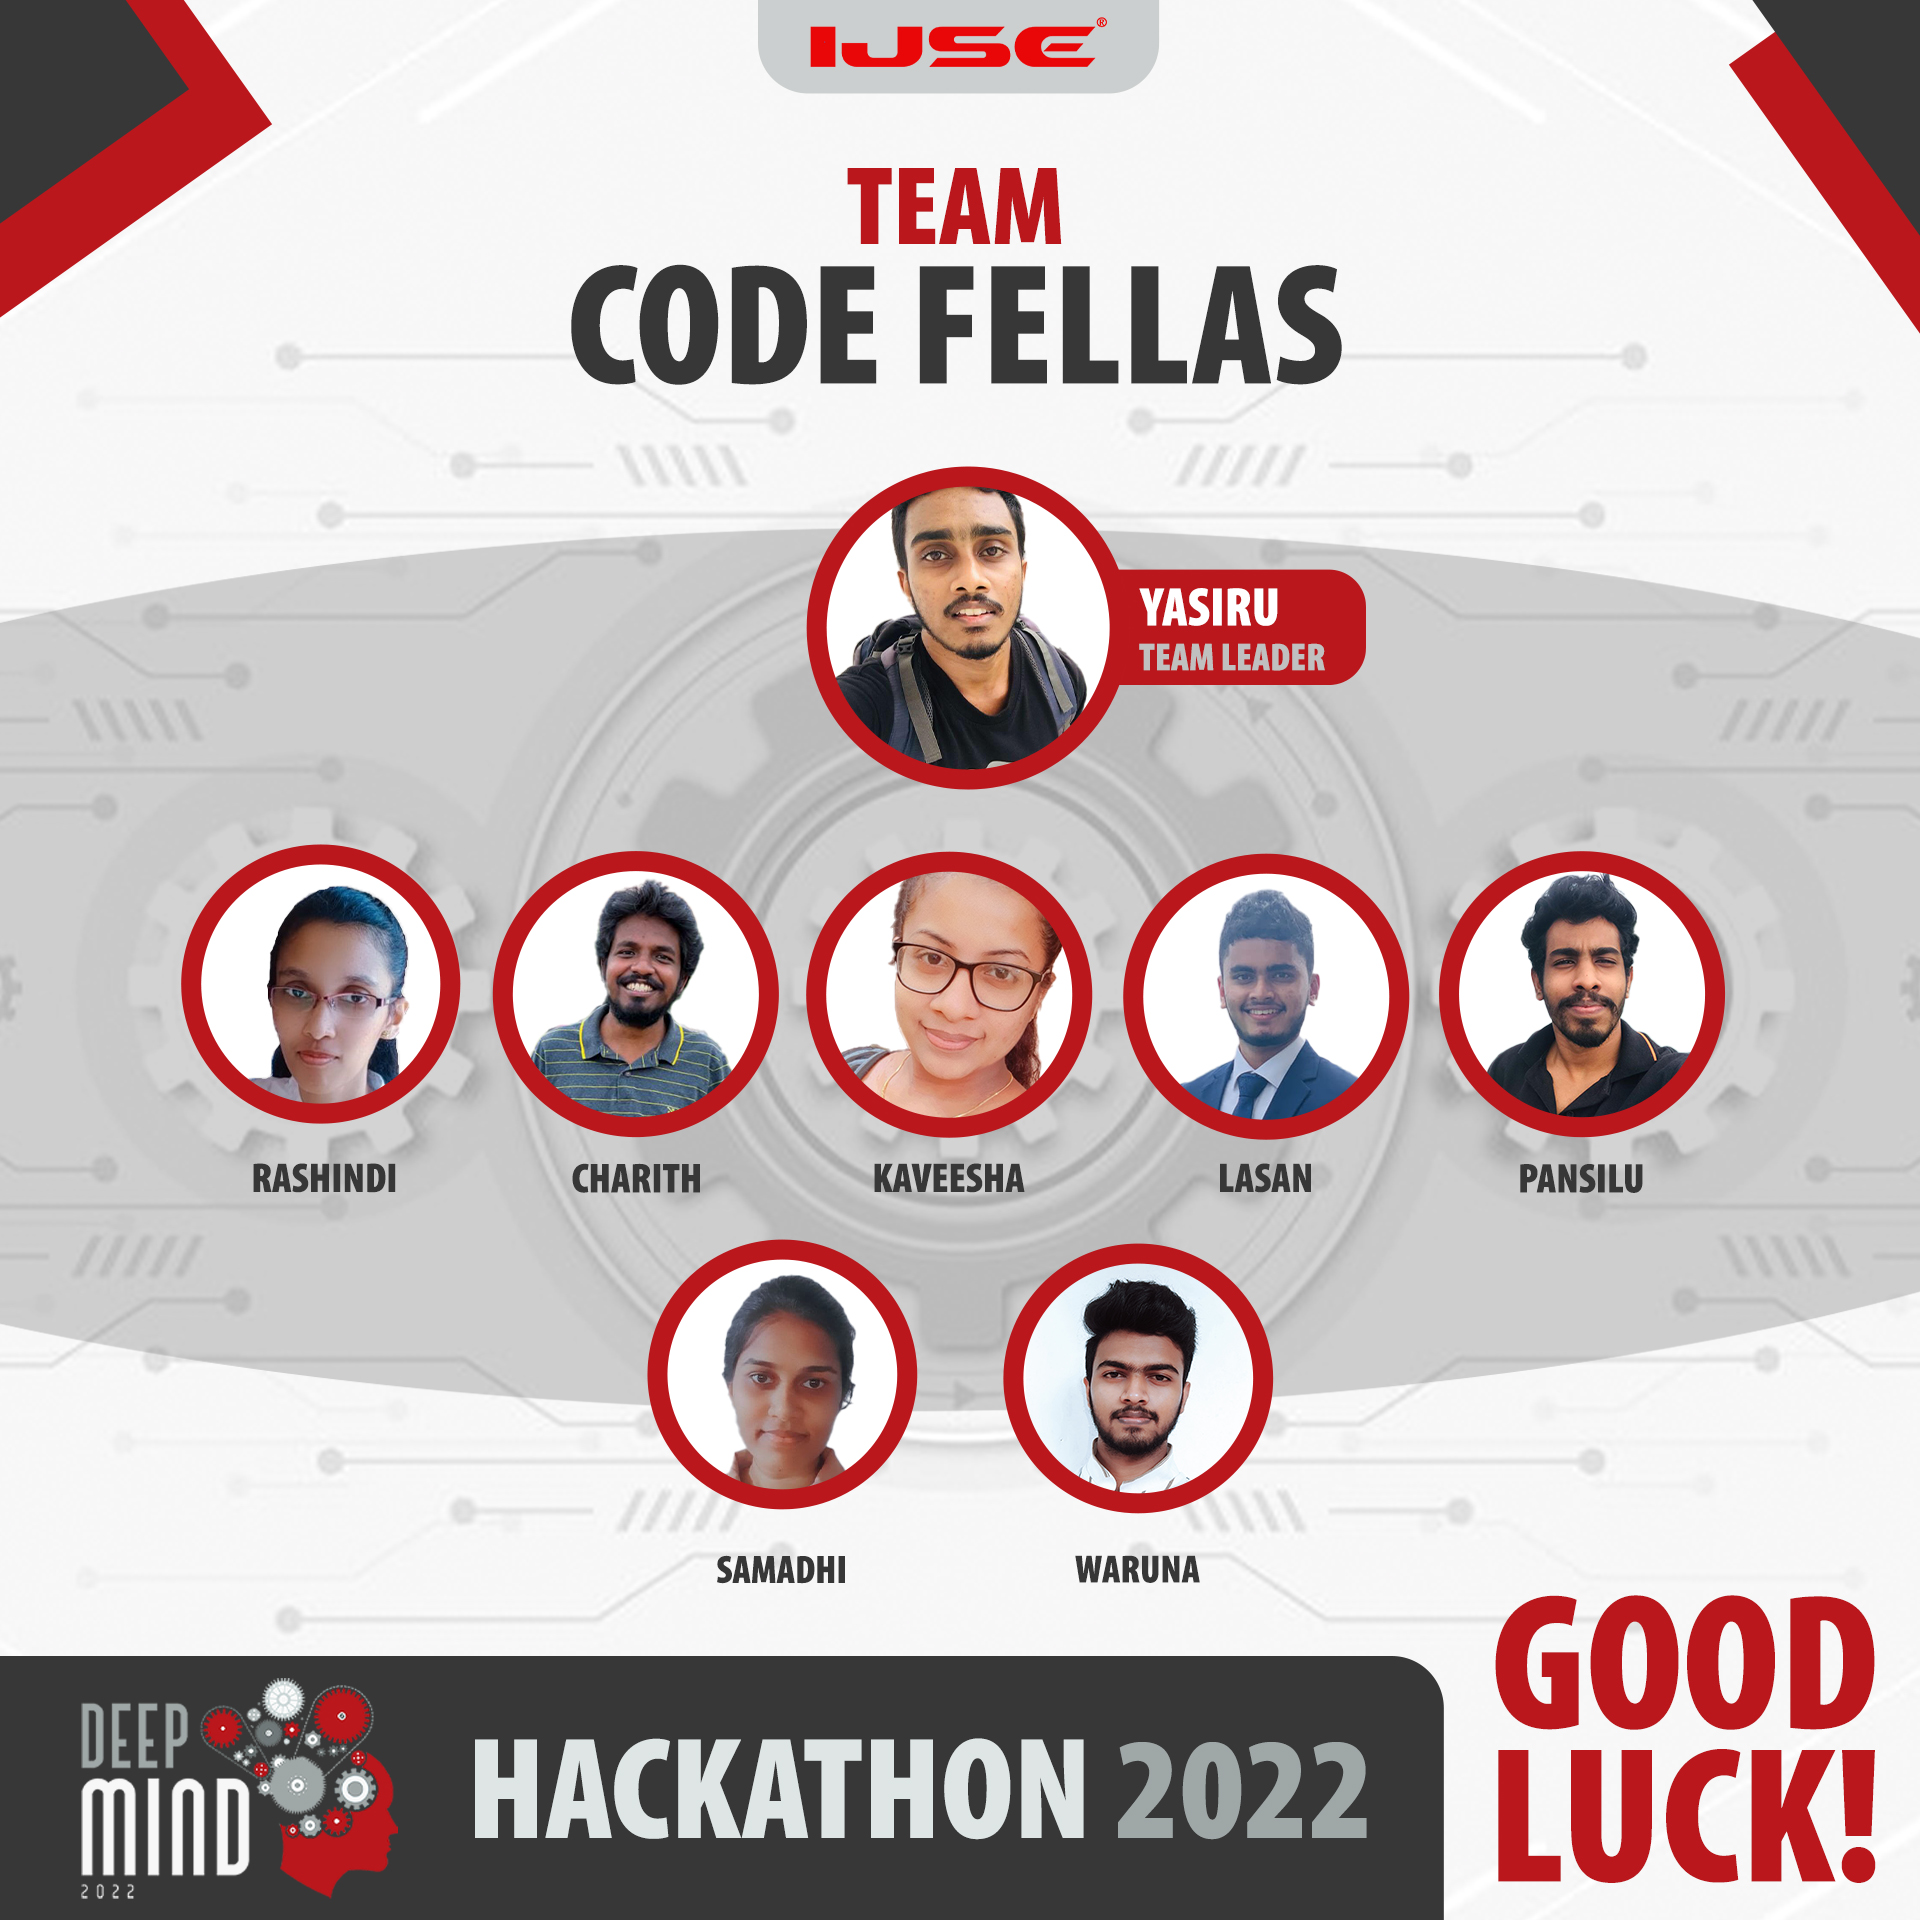 IJSE®
TEAM
CODE FELLAS
YASIRU
TEAM LEADER
RASHINDI
CHARITH
KAVEESHA
LASAN
PANSILU
SAMADHI
WARUNA
DEEP
MIND
2022
HACKATHON 2022
GOOD
LUCK!